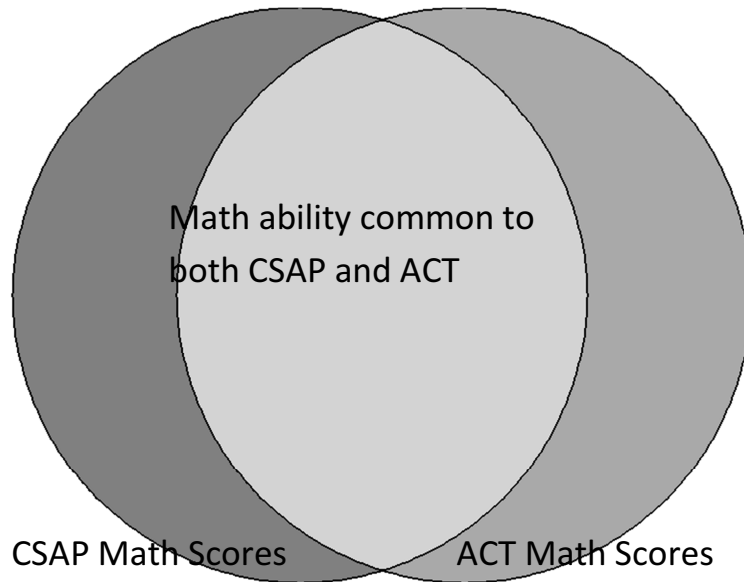 Math ability common to
both CSAP and ACT
CSAP Math Scores
ACT Math Scores